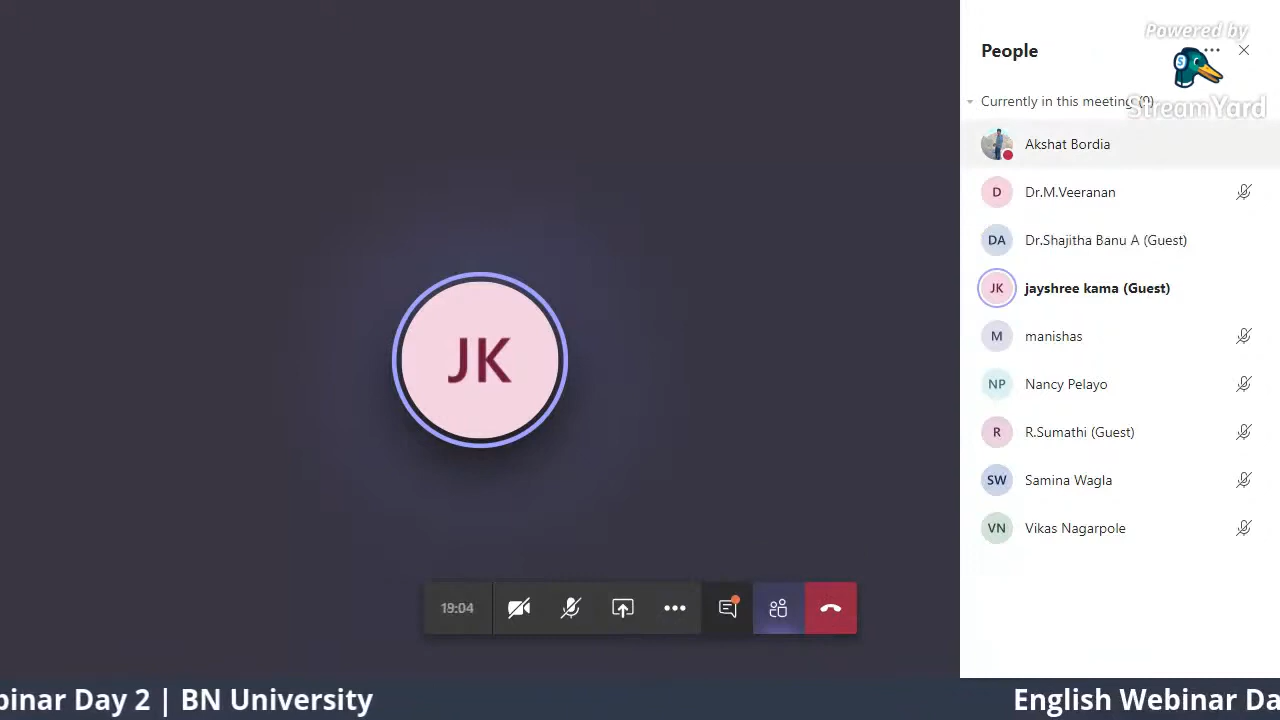 Powered by
StreamYard
People
Currently in this meeting (9)
Akshat Bordia
D
Dr.M.Veeranan
DA
Dr.Shajitha Banu A (Guest)
JK
jayshree kama (Guest)
M
manishas
NP
Nancy Pelayo
R
R.Sumathi (Guest)
SW
Samina Wagla
VN
Vikas Nagarpole
JK
19:04
binar Day 2 | BN University
English Webinar Da